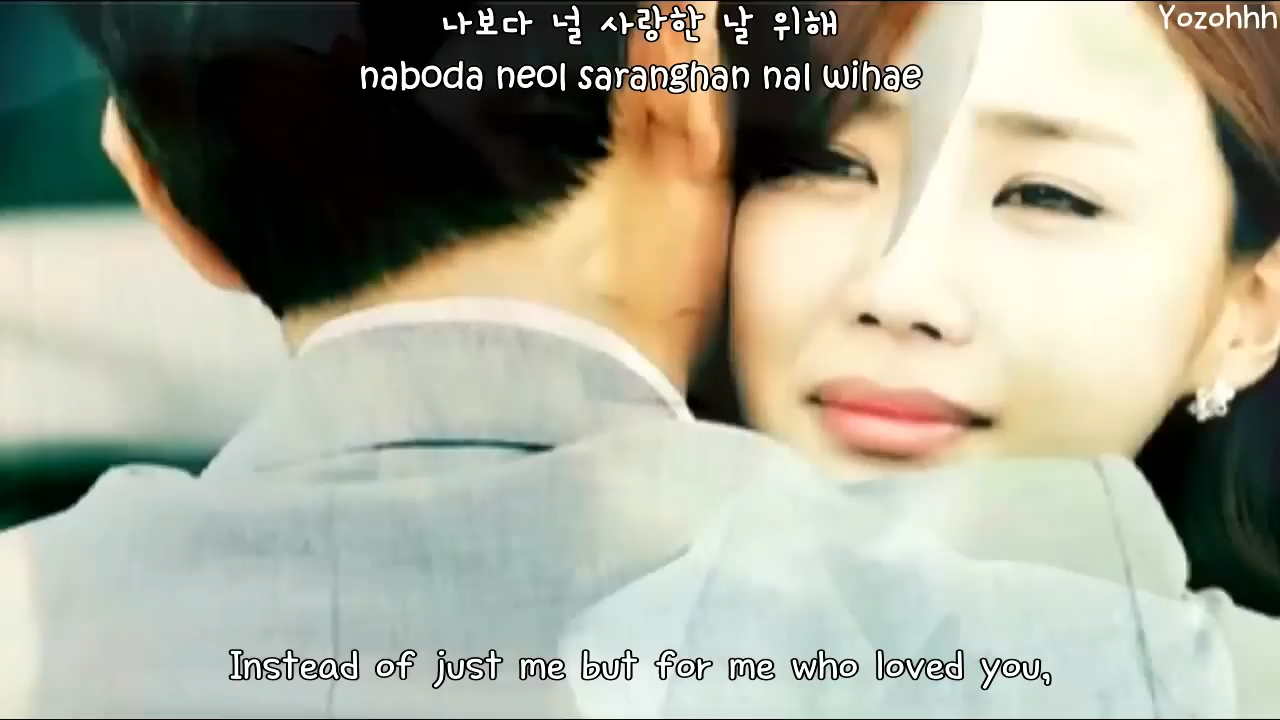 나보다 널 사랑한 날 위해
Yozohhh
naboda neol saranghan nal wihae
Instead of just me but for me who loved you,